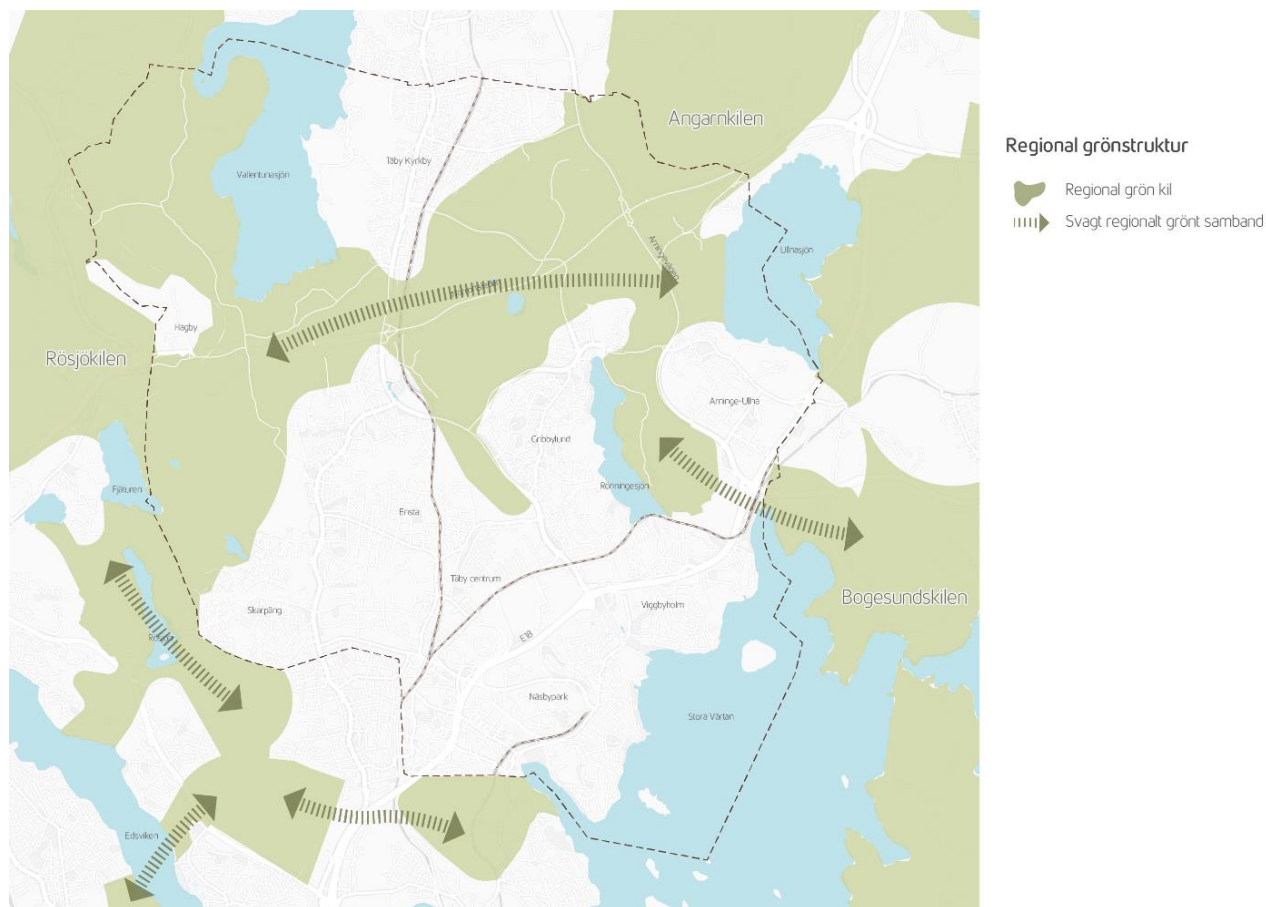 Angarnkilen
Täby Kyrkby
Vallentunasjön
Ullnasjön
Arningevägen
Hagby
Rösjökilen
Arninge-Ullna
Gribbylund
Rönningesjön
Fjäturen
Ensta
Täby centrum
Bogesundskilen
Skarpäng
Viggbyholm
E18
Näsbypark
Stora Värtan
Edsviken
Regional grönstruktur
Regional grön kil
Svagt regionalt grönt samband